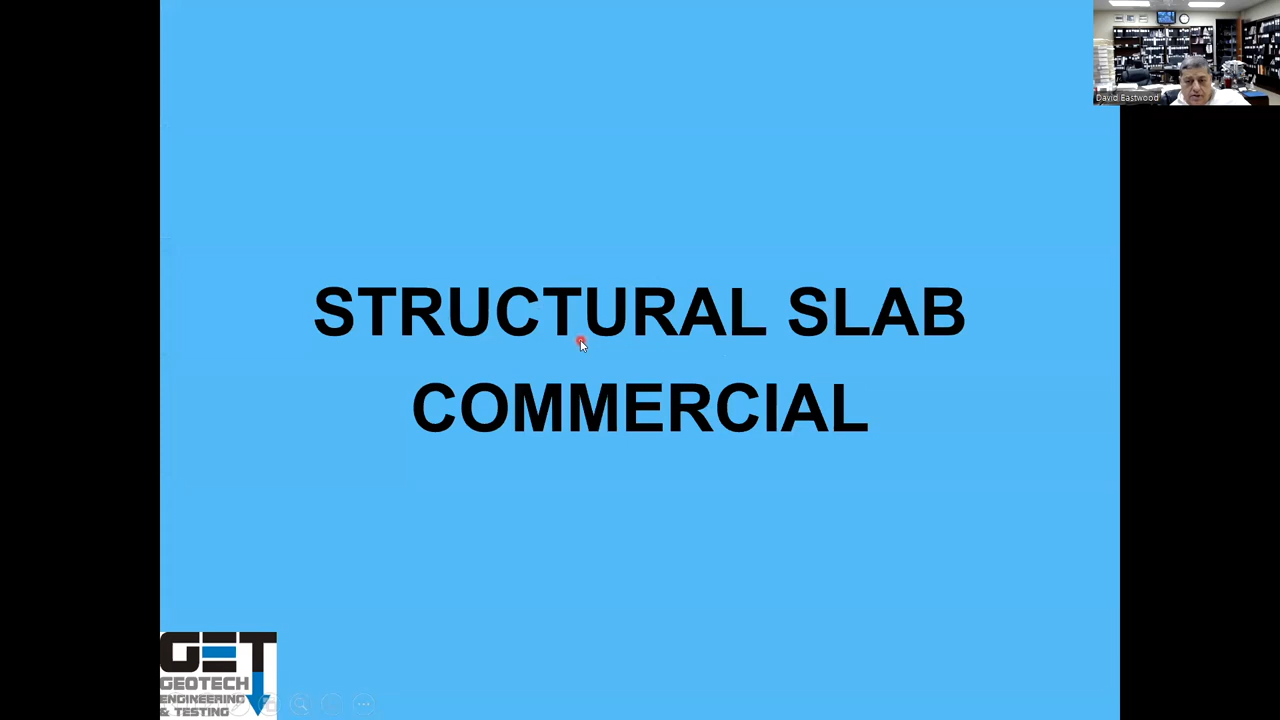 David Eastwood
STRUCTURAL SLAB
COMMERCIAL
GET
GEOTECH
ENGINEERING
& TESTING